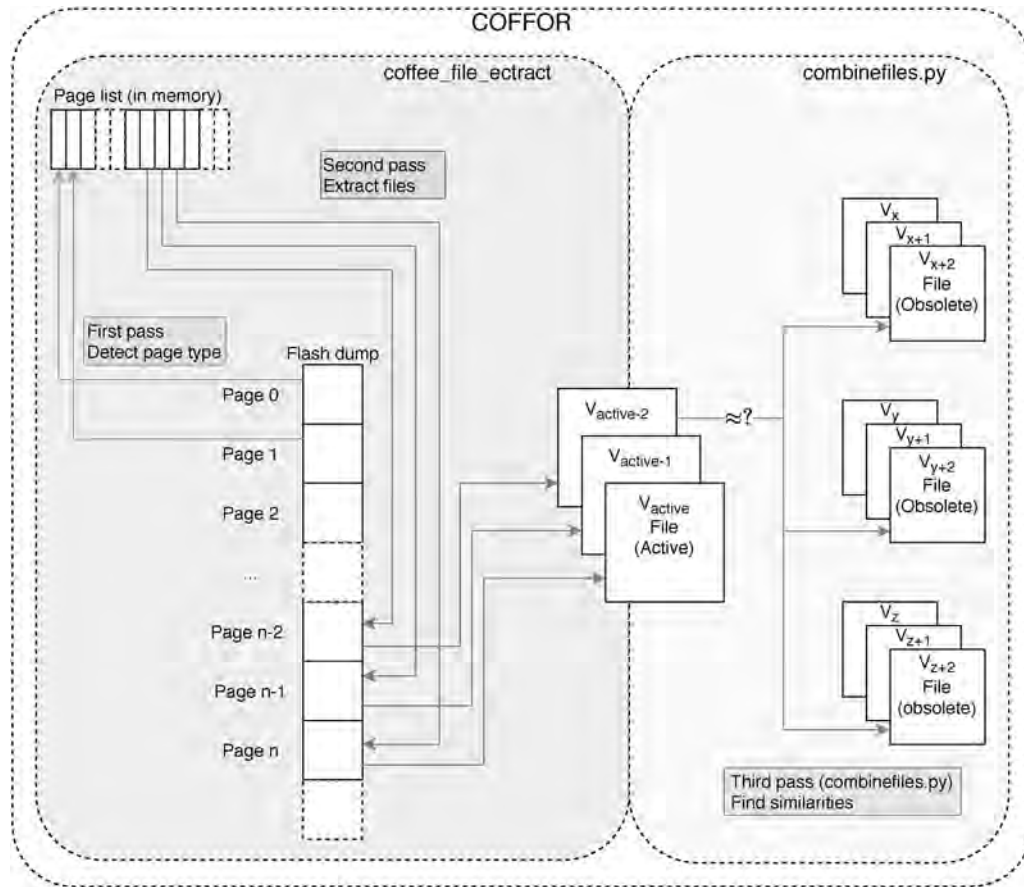 COFFOR
coffee_file_ectract
combinefiles.py
Page list (in memory)
Second pass
Extract files
First pass
Detect page type
Flash dump
Page 0
Page 1
Page 2
...
Page n-2
Page n-1
Page n
Vactive-2
Vactive-1
Vactive
File
(Active)
≈?
Vx
Vx+1
Vx+2
File
(Obsolete)
Vy
Vy+1
Vy+2
File
(Obsolete)
Vz
Vz+1
Vz+2
File
(obsolete)
Third pass (combinefiles.py)
Find similarities